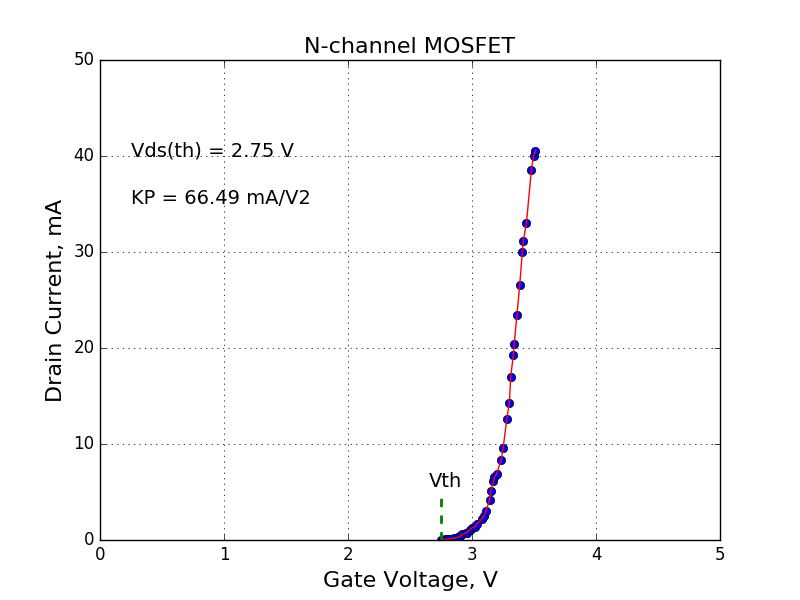 N-channel MOSFET
50
40
30
20
10
0
Drain Current, mA
Vds(th) = 2.75 V
KP = 66.49 mA/V2
Vth
0 1 2 3 4 5
Gate Voltage, V